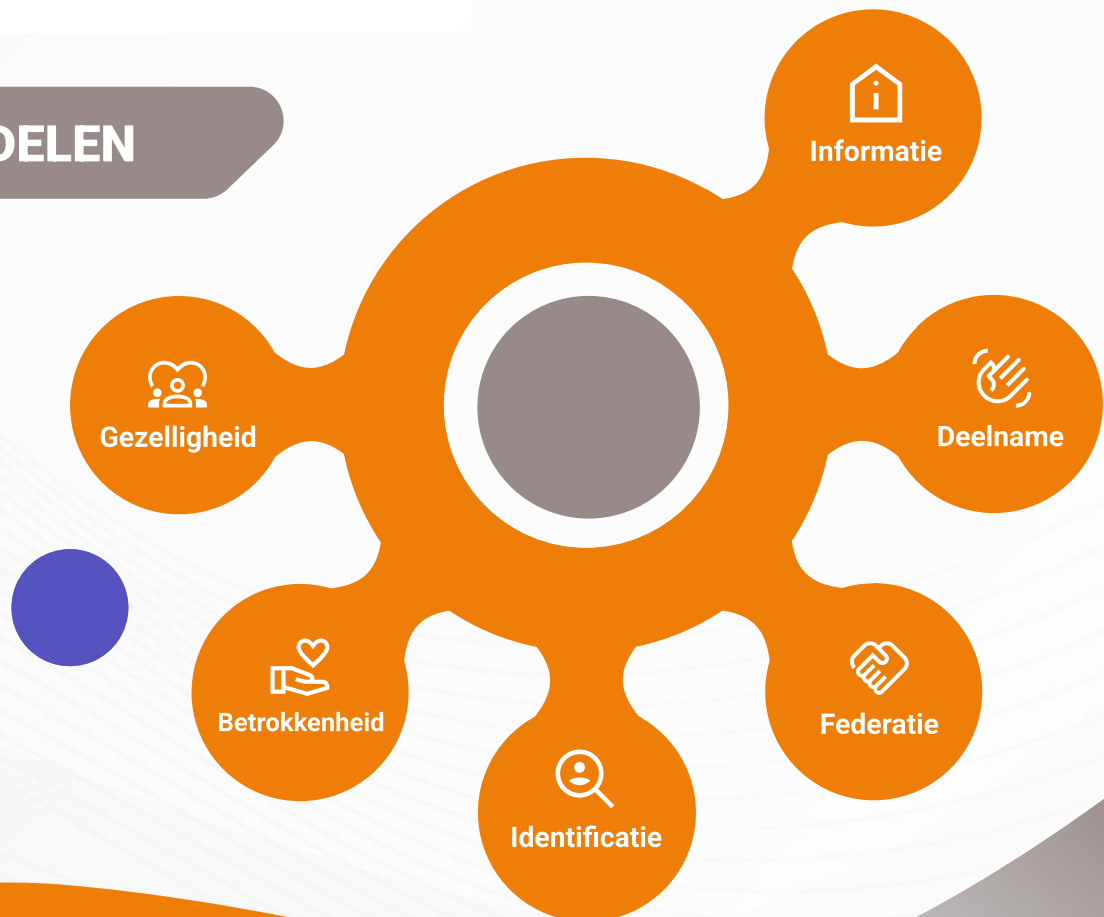 DELEN
Informatie
Gezelligheid
Deelname
Betrokkenheid
Federatie
Identificatie